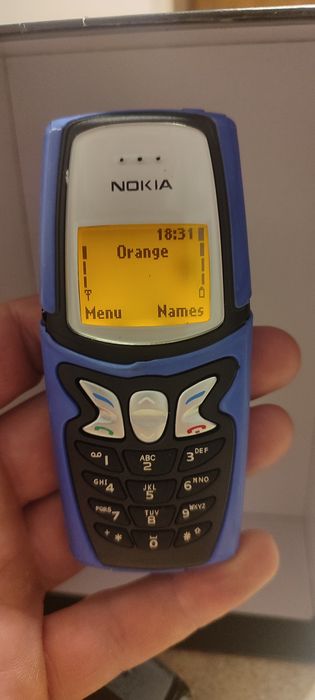 NOKIA
18:31
Orange
Menu Names
1 ABC 2 3 DEF
GHI 4 JKL 5 6 MNO
PQRS 7 TUV 8 9 WXYZ
+ * 0 * #